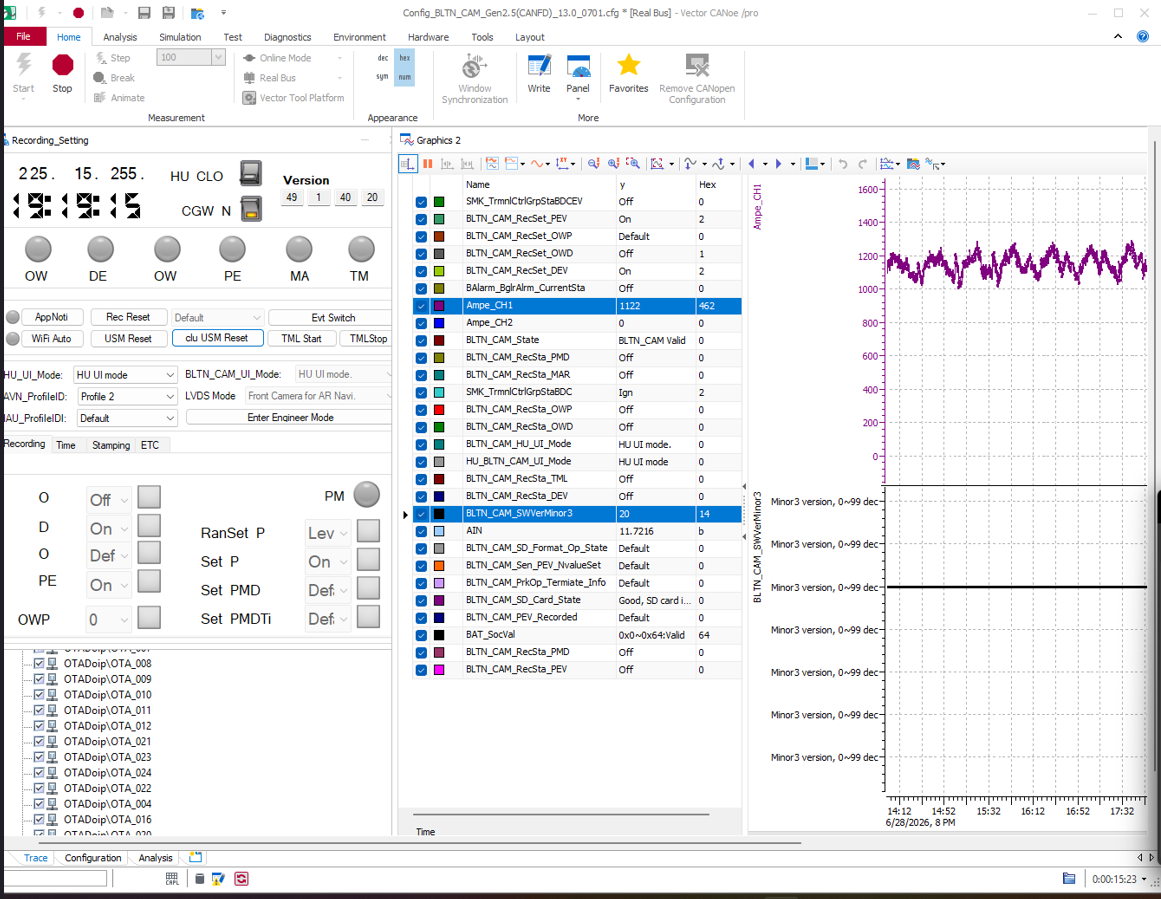 Config_BLTN_CAM_Gen2.5(CANFD)_13.0_0701.cfg * [Real Bus] - Vector CANoe /pro
File Home Analysis Simulation Test Diagnostics Environment Hardware Tools Layout
Start
Stop
Step
Break
Animate
100
Online Mode
Real Bus
Vector Tool Platform
dec hex
sym num
Window
Synchronization
Write
Panel
Favorites
Remove CANopen
Configuration
Measurement
Appearance
More
Recording_Setting
225. 15. 255.
19:19:15
HU CLO
CGW N
Version
49 1 40 20
OW DE OW PE MA TM
AppNoti Rec Reset Default Evt Switch
WiFi Auto USM Reset clu USM Reset TML Start TMLStop
HU_UI_Mode: HU UI mode BLTN_CAM_UI_Mode: HU UI mode.
AVN_ProfileID: Profile 2 LVDS Mode Front Camera for AR Navi.
IAU_ProfileIDI: Default Enter Engineer Mode
Recording Time Stamping ETC
O Off PM
D On RanSet P Lev
O Def Set P On
PE On Set PMD Def
OWP 0 Set PMDTi Def
OTADoip\OTA_008
OTADoip\OTA_009
OTADoip\OTA_010
OTADoip\OTA_011
OTADoip\OTA_012
OTADoip\OTA_021
OTADoip\OTA_023
OTADoip\OTA_024
OTADoip\OTA_022
OTADoip\OTA_004
OTADoip\OTA_016
Graphics 2
Name y Hex
SMK_TrmnlCtrlGrpStaBDCEV Off 0
BLTN_CAM_RecSet_PEV On 2
BLTN_CAM_RecSet_OWP Default 0
BLTN_CAM_RecSet_OWD Off 1
BLTN_CAM_RecSet_DEV On 2
BAlarm_BglrAlrm_CurrentSta Off 0
Ampe_CH1 1122 462
Ampe_CH2 0 0
BLTN_CAM_State BLTN_CAM Valid 0
BLTN_CAM_RecSta_PMD Off 0
BLTN_CAM_RecSta_MAR Off 0
SMK_TrmnlCtrlGrpStaBDC Ign 2
BLTN_CAM_RecSta_OWP Off 0
BLTN_CAM_RecSta_OWD Off 0
BLTN_CAM_HU_UI_Mode HU UI mode. 0
HU_BLTN_CAM_UI_Mode HU UI mode 0
BLTN_CAM_RecSta_TML Off 0
BLTN_CAM_RecSta_DEV Off 0
BLTN_CAM_SWVerMinor3 20 14
AIN 11.7216 b
BLTN_CAM_SD_Format_Op_State Default 0
BLTN_CAM_Sen_PEV_NvalueSet Default 0
BLTN_CAM_PrkOp_Termiate_Info Default 0
BLTN_CAM_SD_Card_State Good, SD card i... 0
BLTN_CAM_PEV_Recorded Default 0
BAT_SocVal 0x0~0x64:Valid 64
BLTN_CAM_RecSta_PMD Off 0
BLTN_CAM_RecSta_PEV Off 0
Time
Ampe_CH1
1600
1400
1200
1000
800
600
400
200
0
BLTN_CAM_SWVerMinor3
Minor3 version, 0~99 dec
Minor3 version, 0~99 dec
Minor3 version, 0~99 dec
Minor3 version, 0~99 dec
Minor3 version, 0~99 dec
Minor3 version, 0~99 dec
Minor3 version, 0~99 dec
14:12 14:52 15:32 16:12 16:52 17:32
6/28/2026, 8 PM
Trace Configuration Analysis
CAPL
0:00:15:23